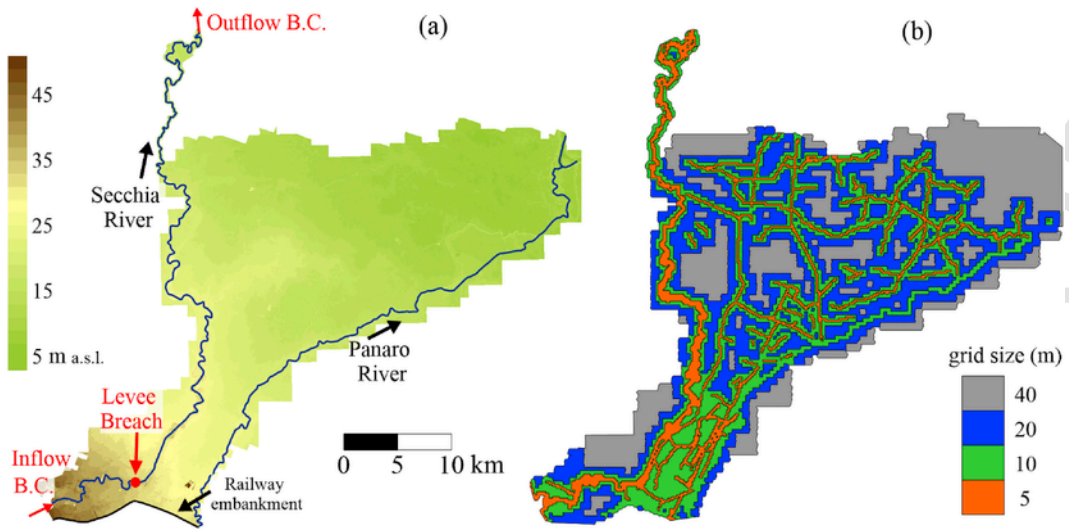 Outflow B.C.
(a)
(b)
45
35
25
15
5 m a.s.l.
Secchia
River
Panaro
River
Levee
Breach
Inflow
B.C.
Railway
embankment
0 5 10 km
grid size (m)
40
20
10
5